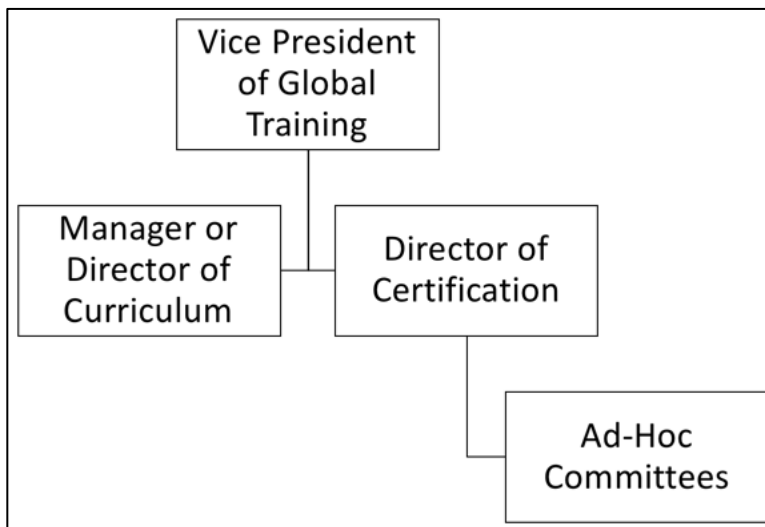 Vice President
of Global
Training
Manager or
Director of
Curriculum
Director of
Certification
Ad-Hoc
Committees